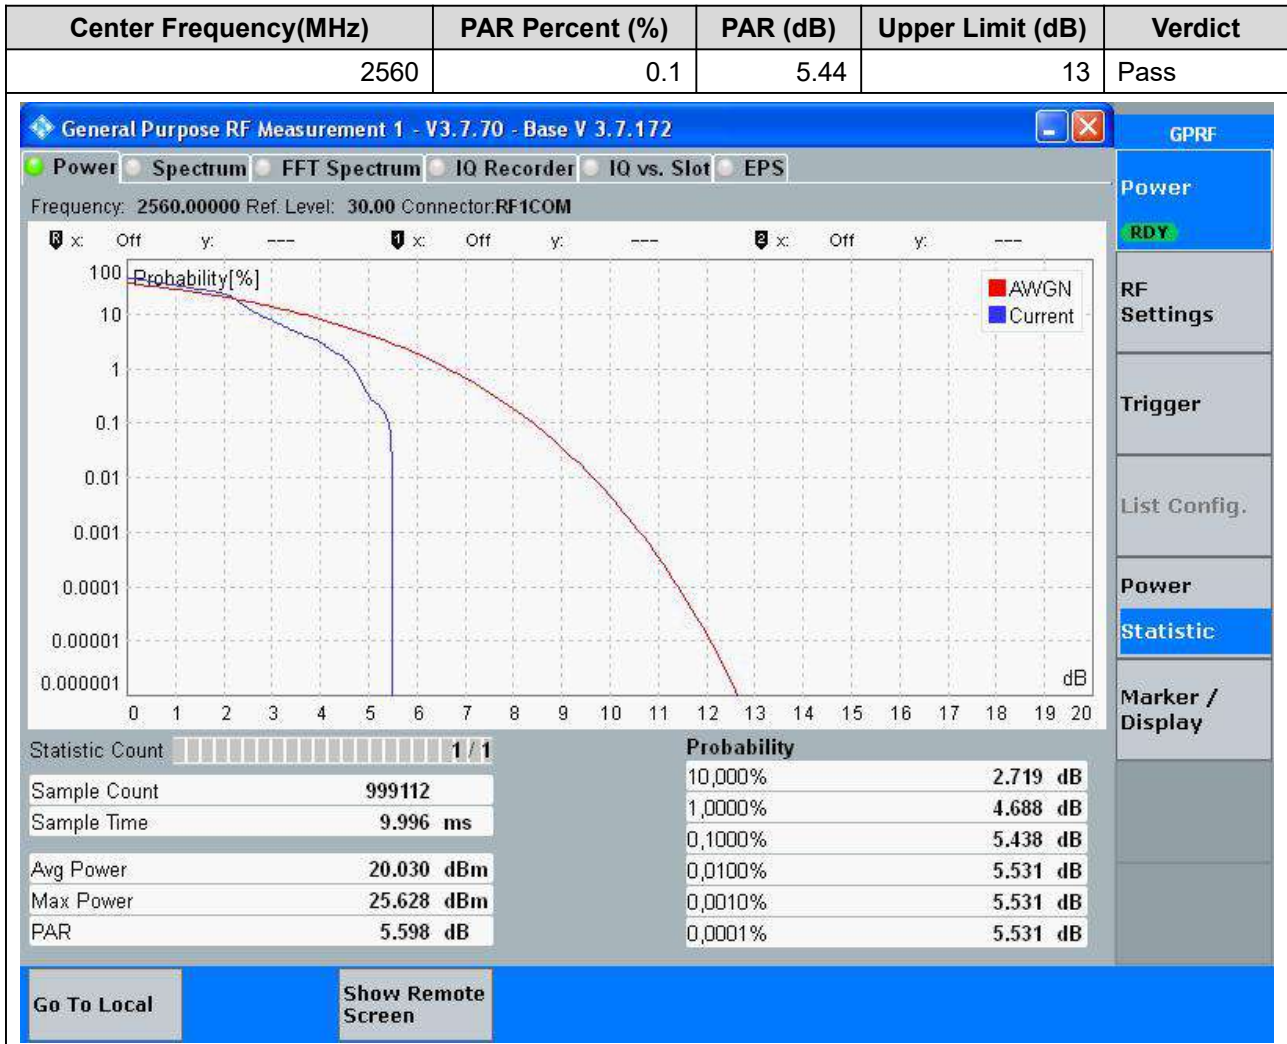 Center Frequency(MHz) PAR Percent (%) PAR (dB) Upper Limit (dB) Verdict
2560 0.1 5.44 13 Pass
General Purpose RF Measurement 1 - V3.7.70 - Base V 3.7.172
GPRF
Power Spectrum FFT Spectrum IQ Recorder IQ vs. Slot EPS
Power
RDY
Frequency: 2560.00000 Ref. Level: 30.00 Connector:RF1COM
R x: Off y: --- 1 x: Off y: --- 2 x: Off y: ---
Probability[%]
AWGN
Current
100
10
1
0.1
0.01
0.001
0.0001
0.00001
0.000001
dB
0 1 2 3 4 5 6 7 8 9 10 11 12 13 14 15 16 17 18 19 20
RF
Settings
Trigger
List Config.
Power
Statistic
Marker /
Display
Statistic Count 1 / 1
Sample Count 999112
Sample Time 9.996 ms
Avg Power 20.030 dBm
Max Power 25.628 dBm
PAR 5.598 dB
Probability
10,000% 2.719 dB
1,0000% 4.688 dB
0,1000% 5.438 dB
0,0100% 5.531 dB
0,0010% 5.531 dB
0,0001% 5.531 dB
Go To Local
Show Remote
Screen